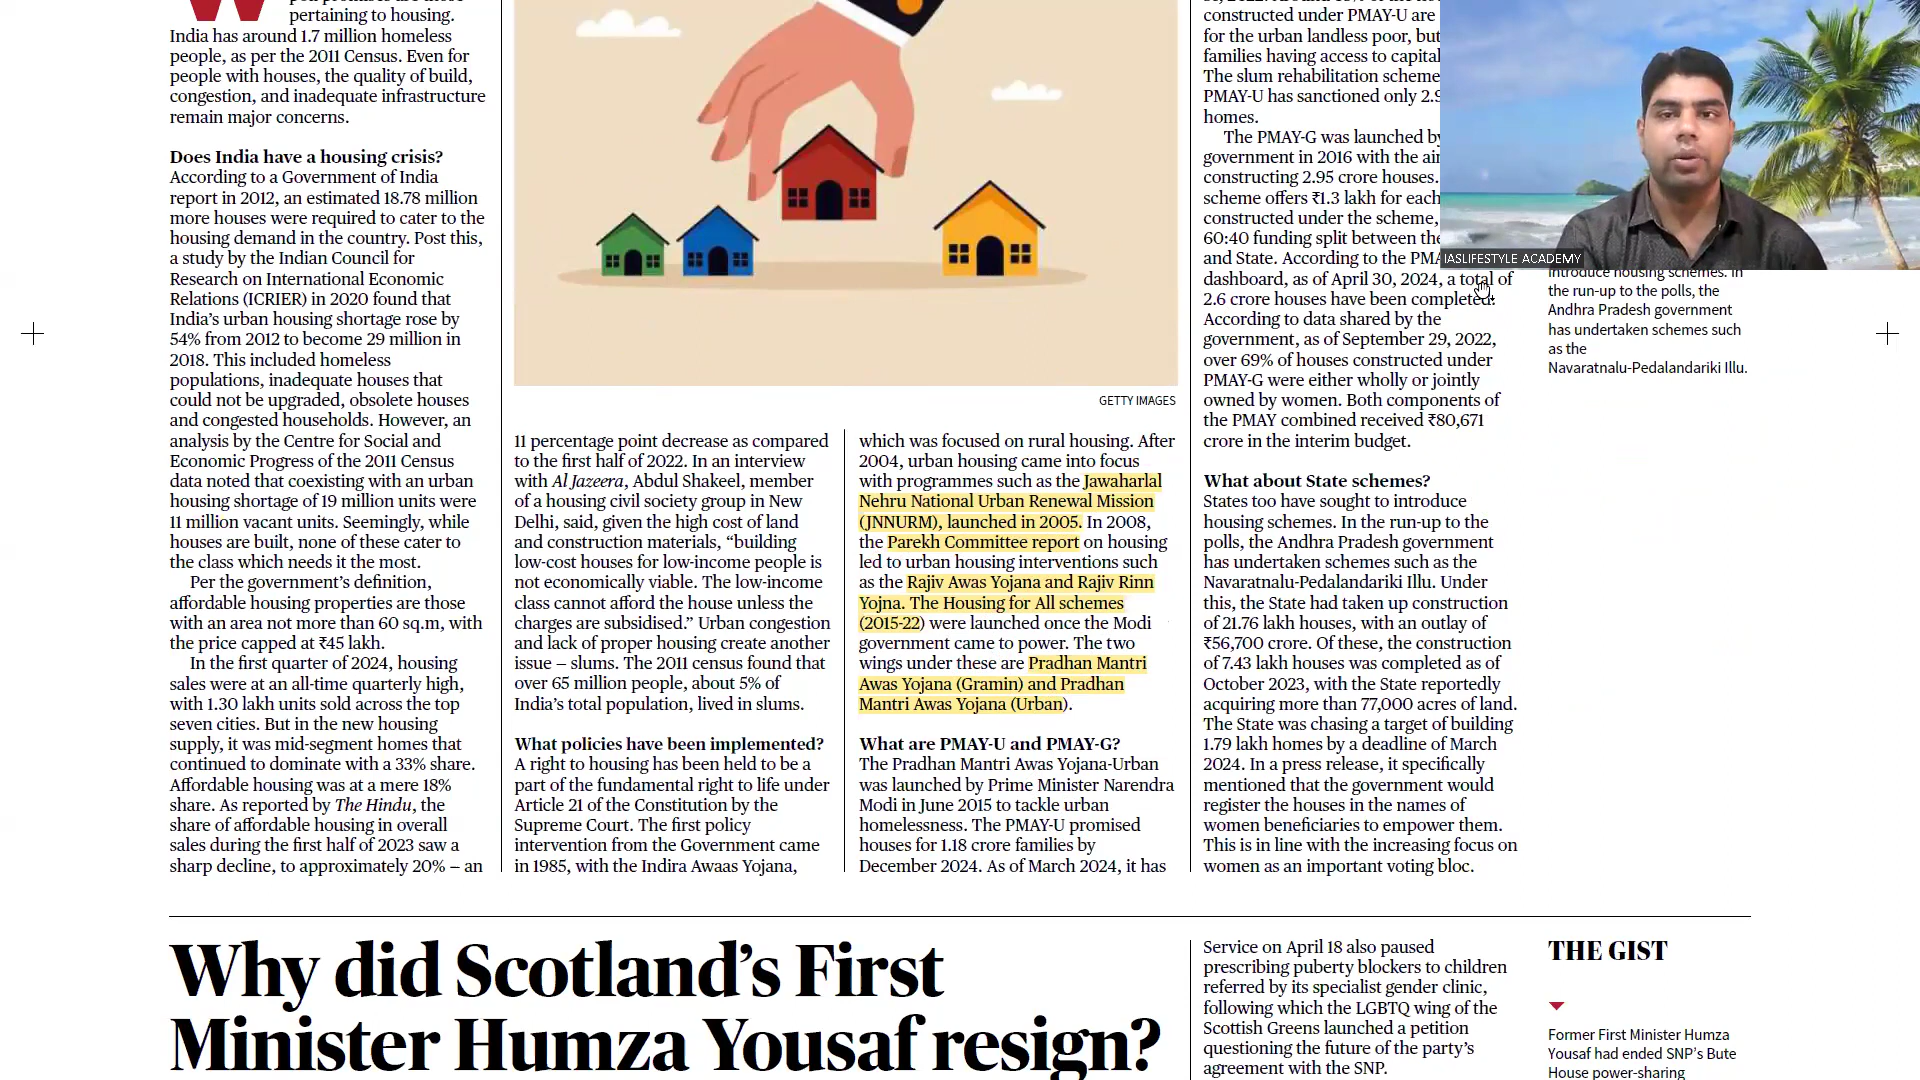 pertaining to housing.
India has around 1.7 million homeless
people, as per the 2011 Census. Even for
people with houses, the quality of build,
congestion, and inadequate infrastructure
remain major concerns.
Does India have a housing crisis?
According to a Government of India
report in 2012, an estimated 18.78 million
more houses were required to cater to the
housing demand in the country. Post this,
a study by the Indian Council for
Research on International Economic
Relations (ICRIER) in 2020 found that
India's urban housing shortage rose by
54% from 2012 to become 29 million in
2018. This included homeless
populations, inadequate houses that
could not be upgraded, obsolete houses
and congested households. However, an
analysis by the Centre for Social and
Economic Progress of the 2011 Census
data noted that coexisting with an urban
housing shortage of 19 million units were
11 million vacant units. Seemingly, while
houses are built, none of these cater to
the class which needs it the most.
Per the government's definition,
affordable housing properties are those
with an area not more than 60 sq.m, with
the price capped at ₹45 lakh.
In the first quarter of 2024, housing
sales were at an all-time quarterly high,
with 1.30 lakh units sold across the top
seven cities. But in the new housing
supply, it was mid-segment homes that
continued to dominate with a 33% share.
Affordable housing was at a mere 18%
share. As reported by The Hindu, the
share of affordable housing in overall
sales during the first half of 2023 saw a
sharp decline, to approximately 20% — an
GETTY IMAGES
11 percentage point decrease as compared
to the first half of 2022. In an interview
with Al Jazeera, Abdul Shakeel, member
of a housing civil society group in New
Delhi, said, given the high cost of land
and construction materials, “building
low-cost houses for low-income people is
not economically viable. The low-income
class cannot afford the house unless the
charges are subsidised.” Urban congestion
and lack of proper housing create another
issue — slums. The 2011 census found that
over 65 million people, about 5% of
India's total population, lived in slums.
What policies have been implemented?
A right to housing has been held to be a
part of the fundamental right to life under
Article 21 of the Constitution by the
Supreme Court. The first policy
intervention from the Government came
in 1985, with the Indira Awaas Yojana,
which was focused on rural housing. After
2004, urban housing came into focus
with programmes such as the Jawaharlal
Nehru National Urban Renewal Mission
(JNNURM), launched in 2005. In 2008,
the Parekh Committee report on housing
led to urban housing interventions such
as the Rajiv Awas Yojana and Rajiv Rinn
Yojna. The Housing for All schemes
(2015-22) were launched once the Modi
government came to power. The two
wings under these are Pradhan Mantri
Awas Yojana (Gramin) and Pradhan
Mantri Awas Yojana (Urban).
What are PMAY-U and PMAY-G?
The Pradhan Mantri Awas Yojana-Urban
was launched by Prime Minister Narendra
Modi in June 2015 to tackle urban
homelessness. The PMAY-U promised
houses for 1.18 crore families by
December 2024. As of March 2024, it has
constructed under PMAY-U are
for the urban landless poor, but
families having access to capital
The slum rehabilitation scheme
PMAY-U has sanctioned only
homes.
The PMAY-G was launched by
government in 2016 with the
constructing 2.95 crore houses.
scheme offers ₹1.3 lakh for each
constructed under the scheme,
60:40 funding split between the
and State. According to the
dashboard, as of April 30, 2024, a total of
2.6 crore houses have been completed.
According to data shared by the
government, as of September 29, 2022,
over 69% of houses constructed under
PMAY-G were either wholly or jointly
owned by women. Both components of
the PMAY combined received ₹80,671
crore in the interim budget.
What about State schemes?
States too have sought to introduce
housing schemes. In the run-up to the
polls, the Andhra Pradesh government
has undertaken schemes such as the
Navaratnalu-Pedalandariki Illu. Under
this, the State had taken up construction
of 21.76 lakh houses, with an outlay of
₹56,700 crore. Of these, the construction
of 7.43 lakh houses was completed as of
October 2023, with the State reportedly
acquiring more than 77,000 acres of land.
The State was chasing a target of building
1.79 lakh homes by a deadline of March
2024. In a press release, it specifically
mentioned that the government would
register the houses in the names of
women beneficiaries to empower them.
This is in line with the increasing focus on
women as an important voting bloc.
IASLIFESTYLE ACADEMY
introduce housing schemes. In
the run-up to the polls, the
Andhra Pradesh government
has undertaken schemes such
as the
Navaratnalu-Pedalandariki Illu.
Why did Scotland's First
Minister Humza Yousaf resign?
Service on April 18 also paused
prescribing puberty blockers to children
referred by its specialist gender clinic,
following which the LGBTQ wing of the
Scottish Greens launched a petition
questioning the future of the party's
agreement with the SNP.
THE GIST
Former First Minister Humza
Yousaf had ended SNP's Bute
House power-sharing